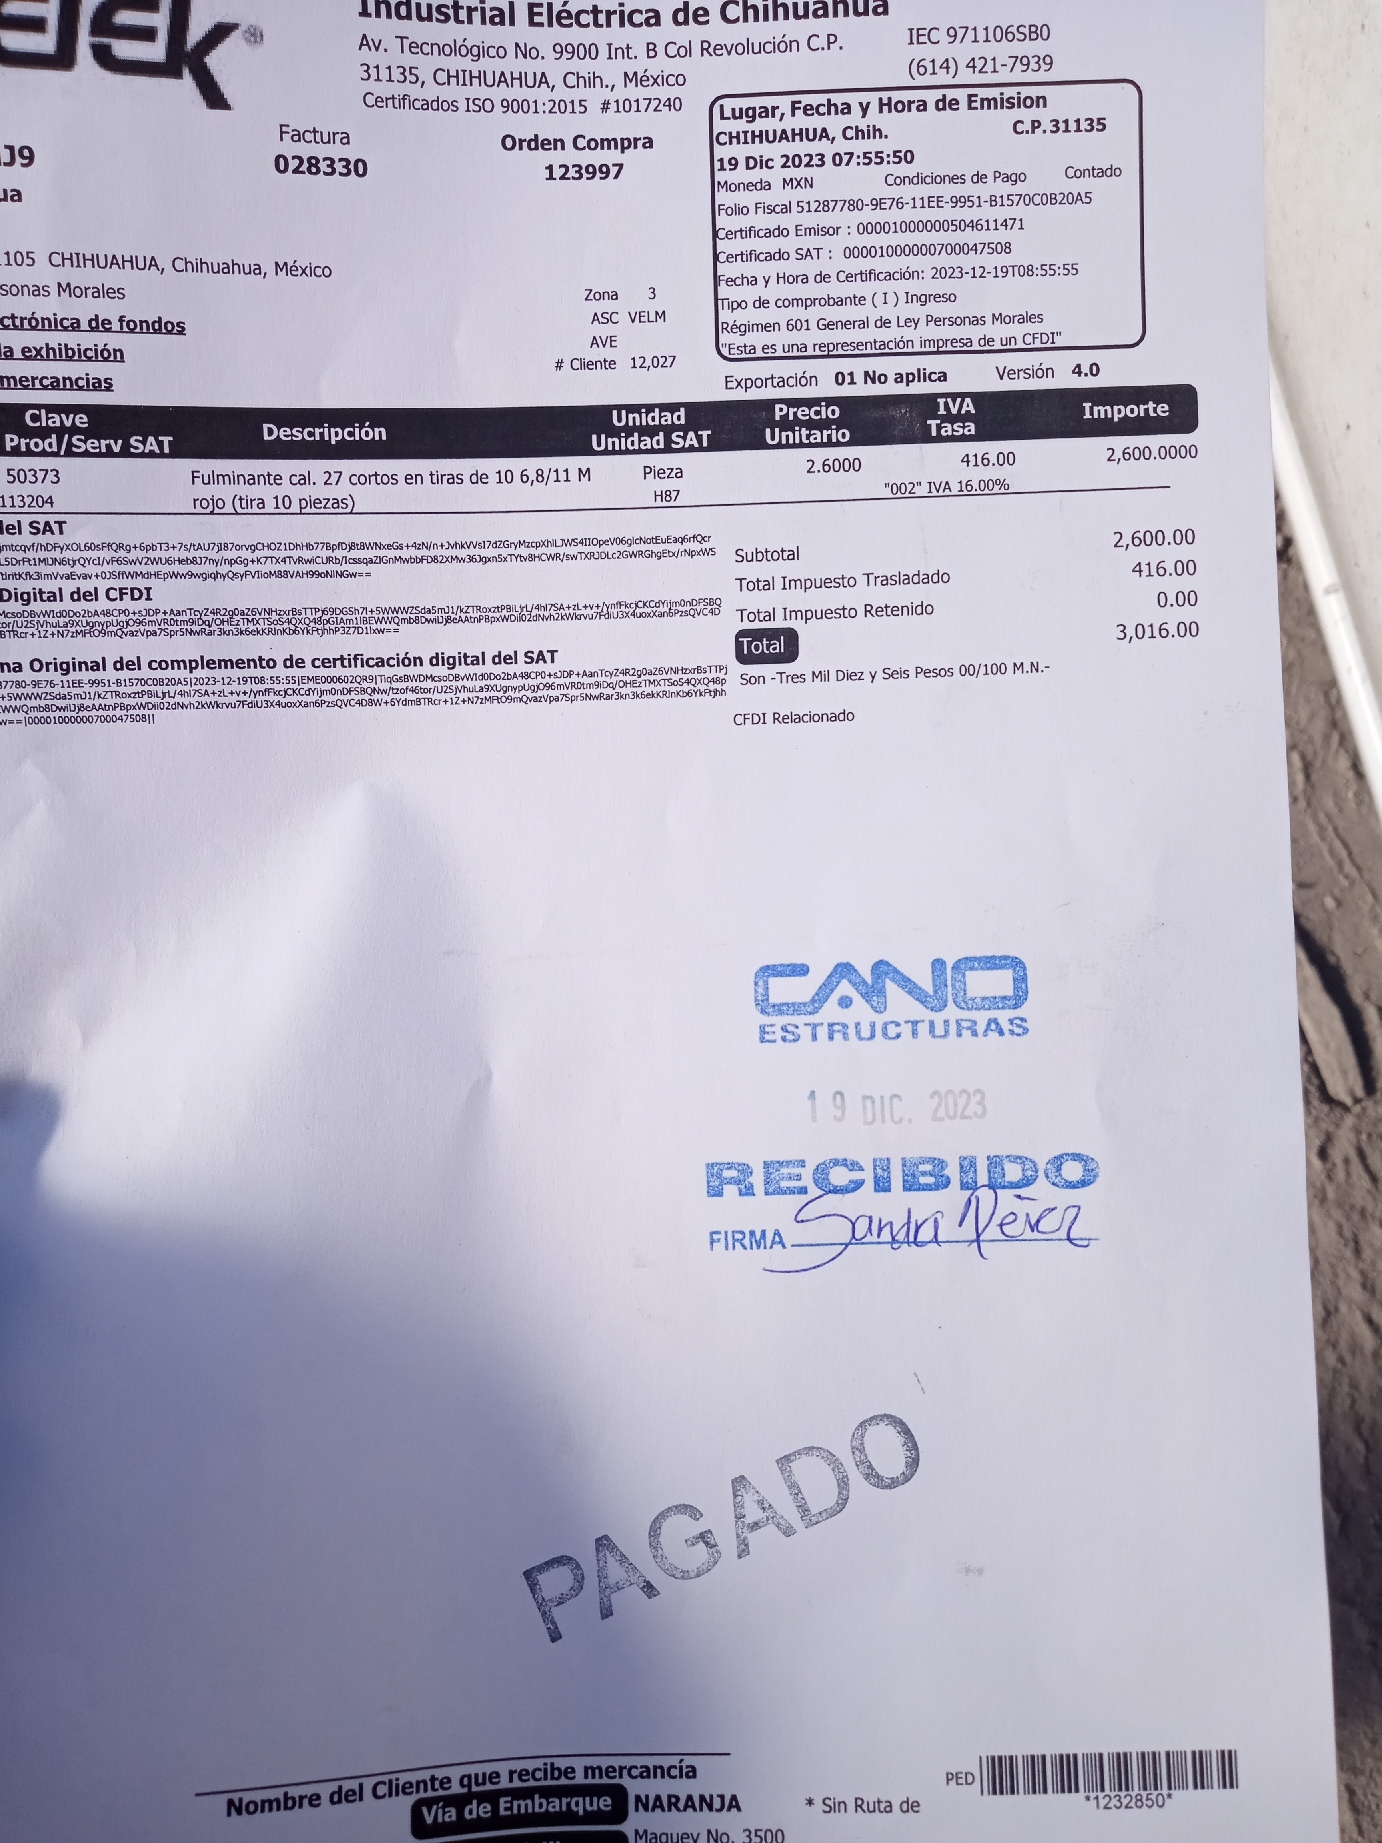 Industrial Eléctrica de Chihuahua
Av. Tecnológico No. 9900 Int. B Col Revolución C.P.
31135, CHIHUAHUA, Chih., México
Certificados ISO 9001:2015 #1017240
IEC 971106SB0
(614) 421-7939
Factura
028330
Orden Compra
123997
J9
ua
Lugar, Fecha y Hora de Emision
CHIHUAHUA, Chih. C.P.31135
19 Dic 2023 07:55:50
Moneda MXN Condiciones de Pago Contado
Folio Fiscal 51287780-9E76-11EE-9951-B1570C0B20A5
Certificado Emisor : 00001000000504611471
Certificado SAT : 00001000000700047508
Fecha y Hora de Certificación: 2023-12-19T08:55:55
Tipo de comprobante ( I ) Ingreso
Régimen 601 General de Ley Personas Morales
"Esta es una representación impresa de un CFDI"
105 CHIHUAHUA, Chihuahua, México
sonas Morales
ctrónica de fondos
la exhibición
mercancias
Zona 3
ASC VELM
AVE
# Cliente 12,027
Exportación 01 No aplica Versión 4.0
Clave
Prod/Serv SAT
Descripción
Unidad
Unidad SAT
Precio
Unitario
IVA
Tasa
Importe
50373 Fulminante cal. 27 cortos en tiras de 10 6,8/11 M Pieza 2.6000 416.00 2,600.0000
113204 rojo (tira 10 piezas) H87 "002" IVA 16.00%
del SAT
Digital del CFDI
na Original del complemento de certificación digital del SAT
w==|00001000000700047508||
Subtotal 2,600.00
Total Impuesto Trasladado 416.00
Total Impuesto Retenido 0.00
Total 3,016.00
Son -Tres Mil Diez y Seis Pesos 00/100 M.N.-
CFDI Relacionado
CANO
ESTRUCTURAS
19 DIC. 2023
RECIBIDO
FIRMA Sandra Pérez
PAGADO
Nombre del Cliente que recibe mercancía
Vía de Embarque NARANJA * Sin Ruta de
Maquey No. 3500
PED
*1232850*